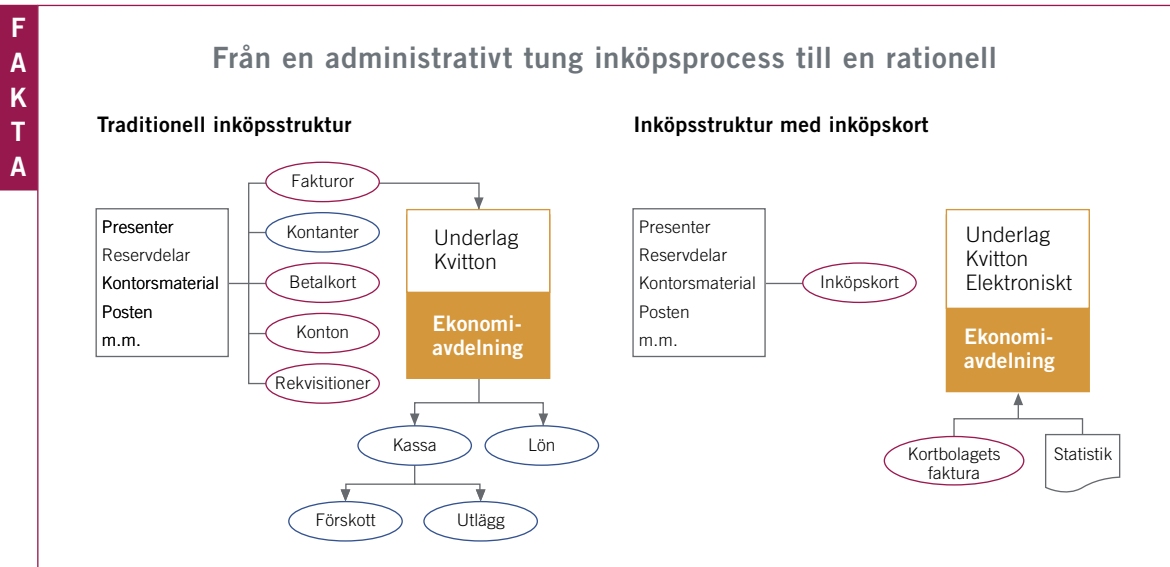 F
A
K
T
A
Från en administrativt tung inköpsprocess till en rationell
Traditionell inköpsstruktur
Presenter
Reservdelar
Kontorsmaterial
Posten
m.m.
Fakturor
Kontanter
Betalkort
Konton
Rekvisitioner
Underlag
Kvitton
Ekonomi-
avdelning
Kassa
Lön
Förskott
Utlägg
Inköpsstruktur med inköpskort
Presenter
Reservdelar
Kontorsmaterial
Posten
m.m.
Inköpskort
Underlag
Kvitton
Elektroniskt
Ekonomi-
avdelning
Kortbolagets
faktura
Statistik